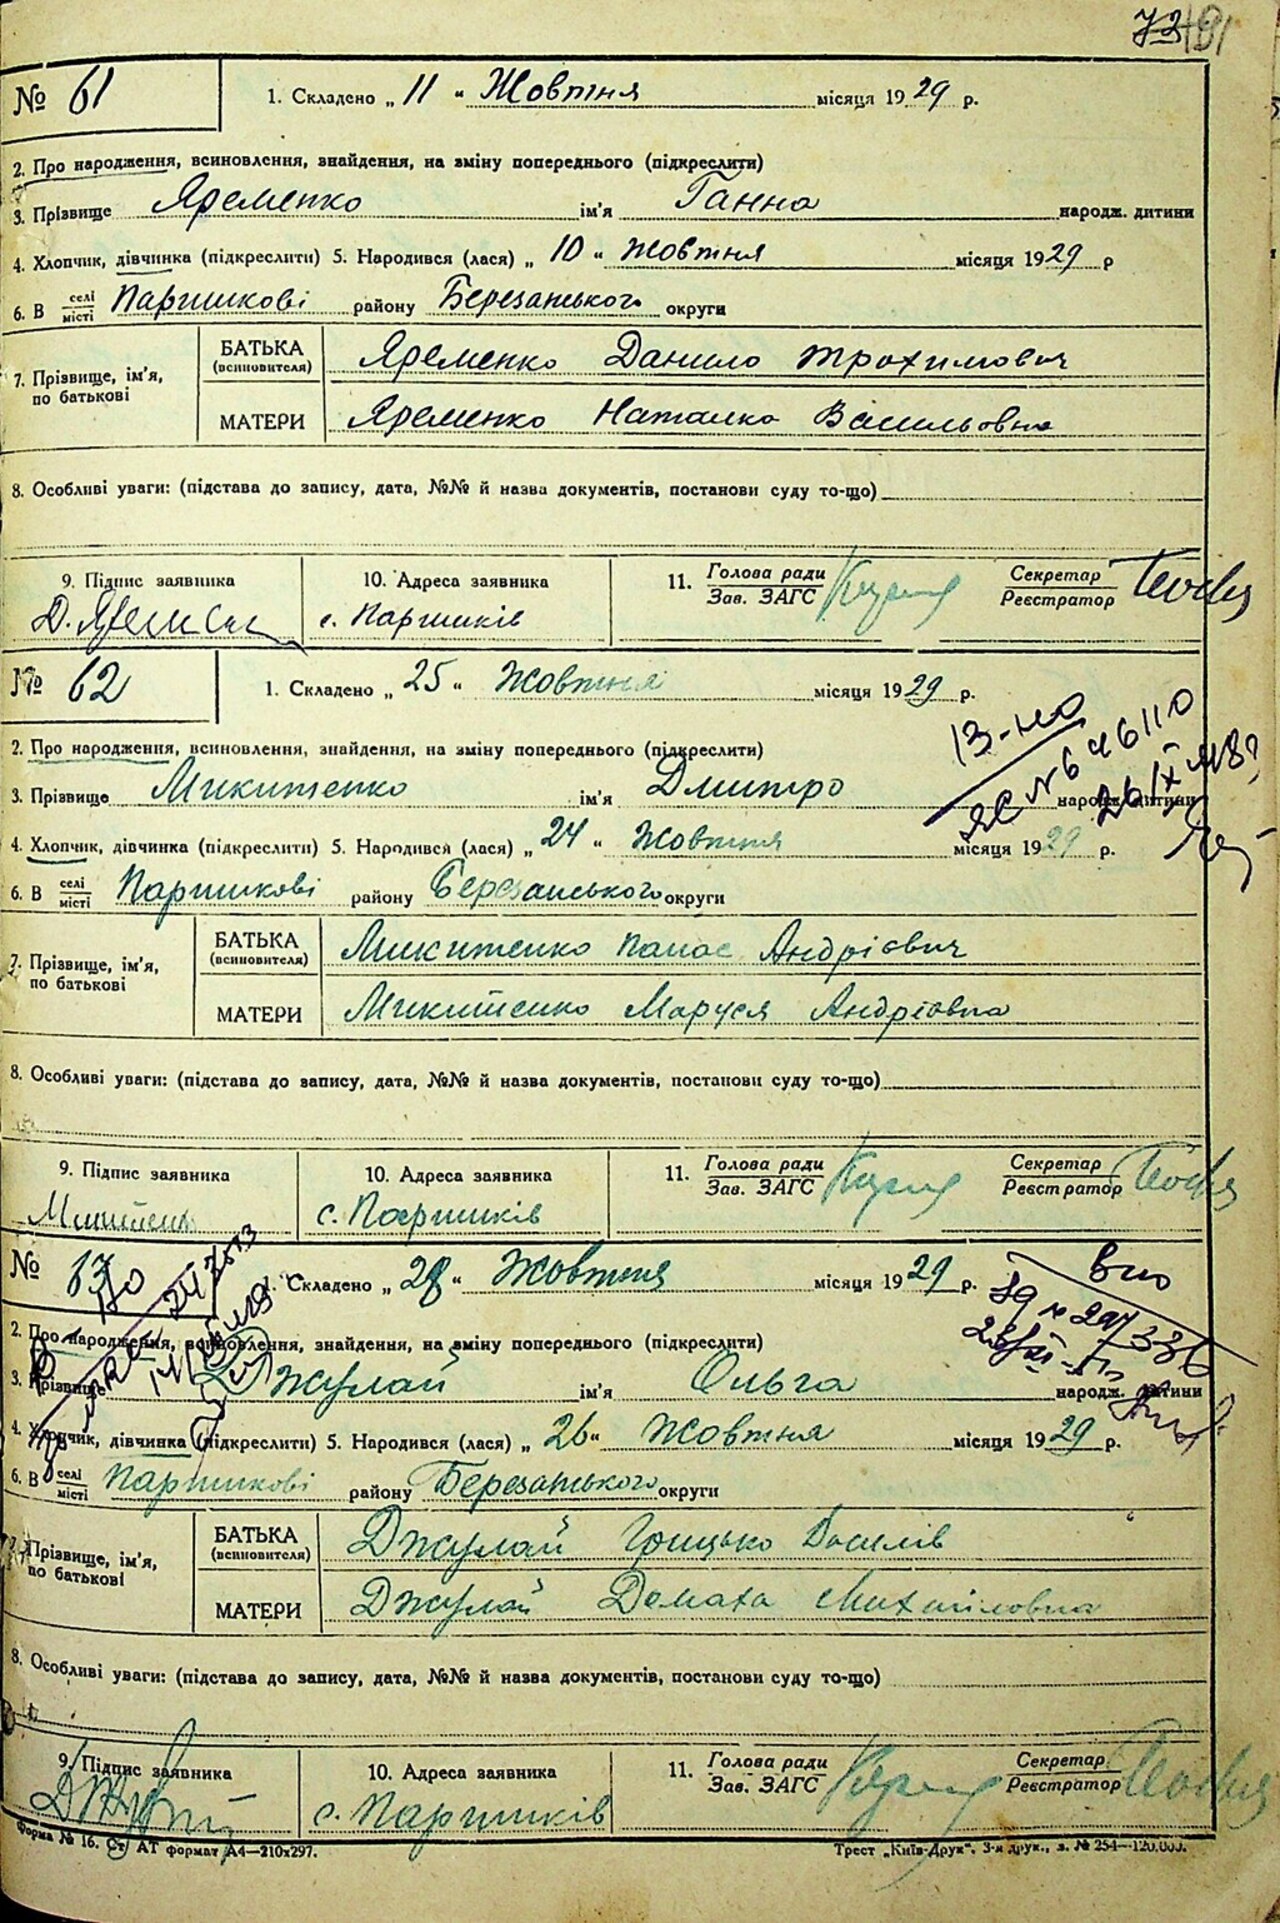 № 61 1. Складено „ 11 “ Жовтня місяця 1929 р.
2. Про народження, всиновлення, знайдення, на зміну попереднього (підкреслити)
3. Прізвище Яременко ім'я Ганна народж. дитини
4. Хлопчик, дівчинка (підкреслити) 5. Народився (лася) „ 10 “ Жовтня місяця 1929 р
6. В селі/місті Паришкові району Березанського округи
7. Прізвище, ім'я, по батькові
БАТЬКА (всиновителя) Яременко Данило Трохимович
МАТЕРИ Яременко Наталка Васильовна
8. Особливі уваги: (підстава до запису, дата, №№ й назва документів, постанови суду то-що)
9. Підпис заявника 10. Адреса заявника 11. Голова ради/Зав. ЗАГС Секретар/Реєстратор
с. Паришків
№ 62 1. Складено „ 25 “ Жовтня місяця 1929 р.
2. Про народження, всиновлення, знайдення, на зміну попереднього (підкреслити)
3. Прізвище Микитенко ім'я Дмитро народж. дитини
4. Хлопчик, дівчинка (підкреслити) 5. Народився (лася) „ 24 “ Жовтня місяця 1929 р.
6. В селі/місті Паришкові району Березанського округи
7. Прізвище, ім'я, по батькові
БАТЬКА (всиновителя) Микитенко Панас Андрієвич
МАТЕРИ Микитенко Маруся Андрієвна
8. Особливі уваги: (підстава до запису, дата, №№ й назва документів, постанови суду то-що)
9. Підпис заявника 10. Адреса заявника 11. Голова ради/Зав. ЗАГС Секретар/Реєстратор
с. Паришків
№ 63 1. Складено „ 28 “ Жовтня місяця 1929 р.
2. Про народження, всиновлення, знайдення, на зміну попереднього (підкреслити)
3. Прізвище Джулай ім'я Ольга народж. дитини
4. Хлопчик, дівчинка (підкреслити) 5. Народився (лася) „ 26 “ Жовтня місяця 1929 р.
6. В селі/місті Паришкові району Березанського округи
7. Прізвище, ім'я, по батькові
БАТЬКА (всиновителя) Джулай Грицько
МАТЕРИ Джулай Домаха Михайловна
8. Особливі уваги: (підстава до запису, дата, №№ й назва документів, постанови суду то-що)
9. Підпис заявника 10. Адреса заявника 11. Голова ради/Зав. ЗАГС Секретар/Реєстратор
с. Паришків
Форма № 16. Ст. АТ формат А4—210х297. Трест „Київ-Друк“. 3-я друк., з. № 254—120.000.